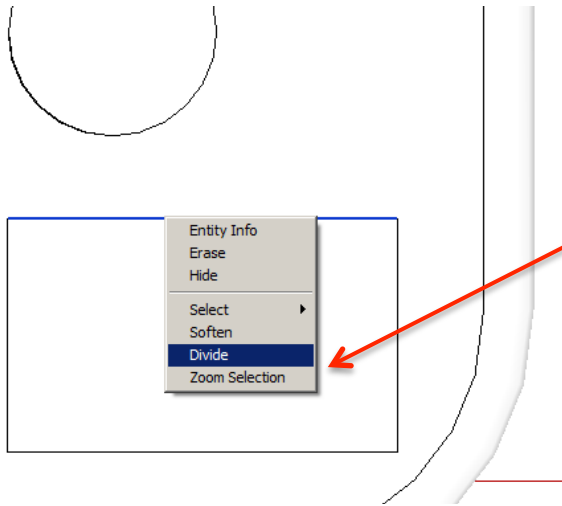 Entity Info
Erase
Hide
Select
Soften
Divide
Zoom Selection